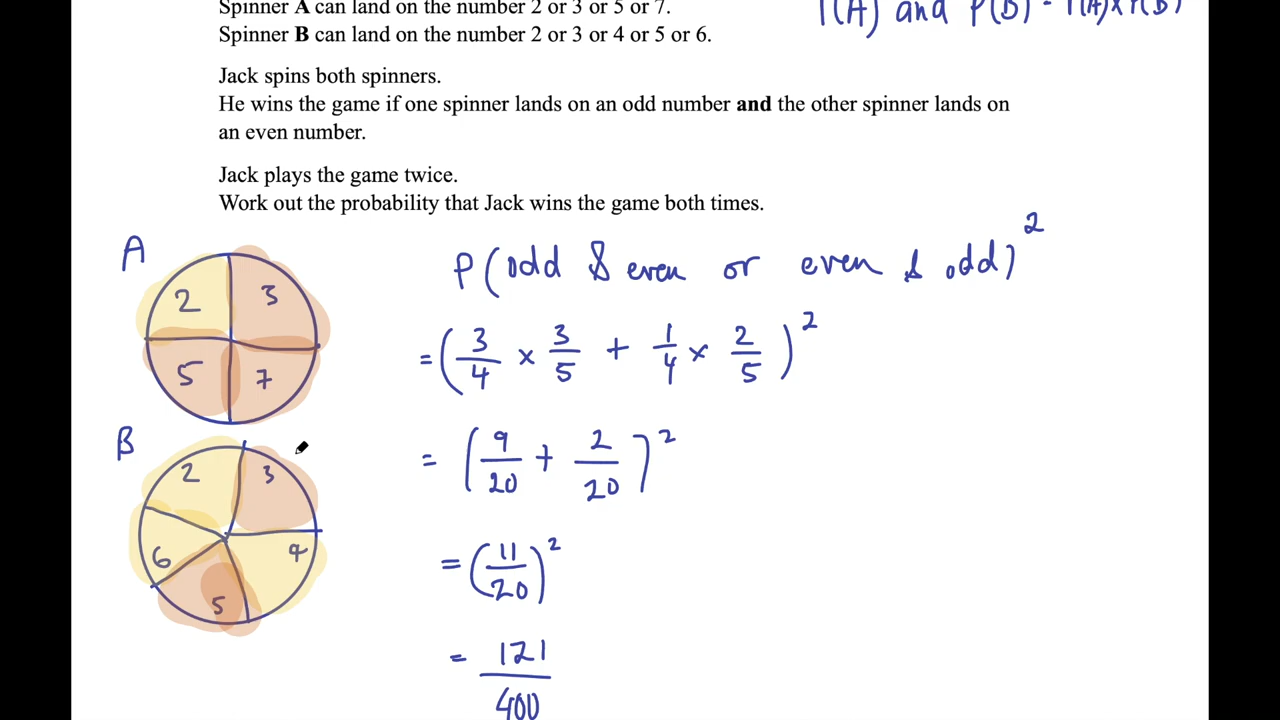 Spinner A can land on the number 2 or 3 or 5 or 7.
P(A) and P(B) = P(A)×P(B)
Spinner B can land on the number 2 or 3 or 4 or 5 or 6.
Jack spins both spinners.
He wins the game if one spinner lands on an odd number and the other spinner lands on
an even number.
Jack plays the game twice.
Work out the probability that Jack wins the game both times.
A
2 3
5 7
B
2 3
6 4
5
P(odd & even or even & odd)²
= (3/4 × 3/5 + 1/4 × 2/5)²
= (9/20 + 2/20)²
= (11/20)²
= 121/400